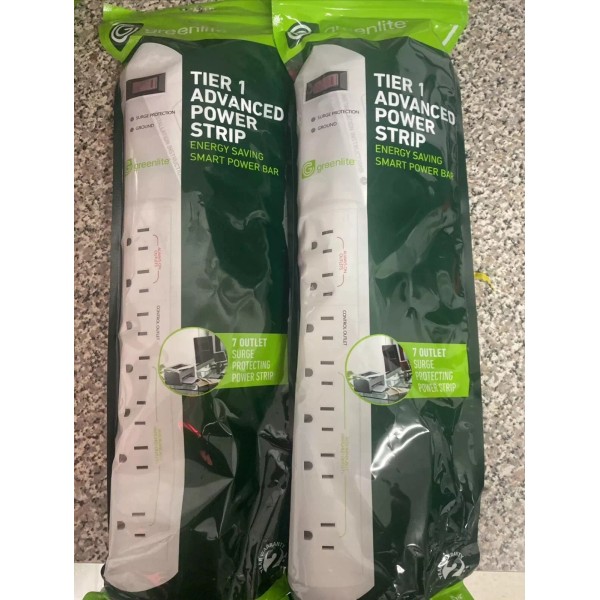 greenlite
TIER 1
ADVANCED
POWER
STRIP
ENERGY SAVING
SMART POWER BAR
SURGE PROTECTION
GROUND
greenlite
CONTROL OUTLET
7 OUTLET
SURGE
PROTECTING
POWER STRIP
2
greenlite
TIER 1
ADVANCED
POWER
STRIP
ENERGY SAVING
SMART POWER BAR
SURGE PROTECTION
GROUND
greenlite
CONTROL OUTLET
7 OUTLET
SURGE
PROTECTING
POWER STRIP
2